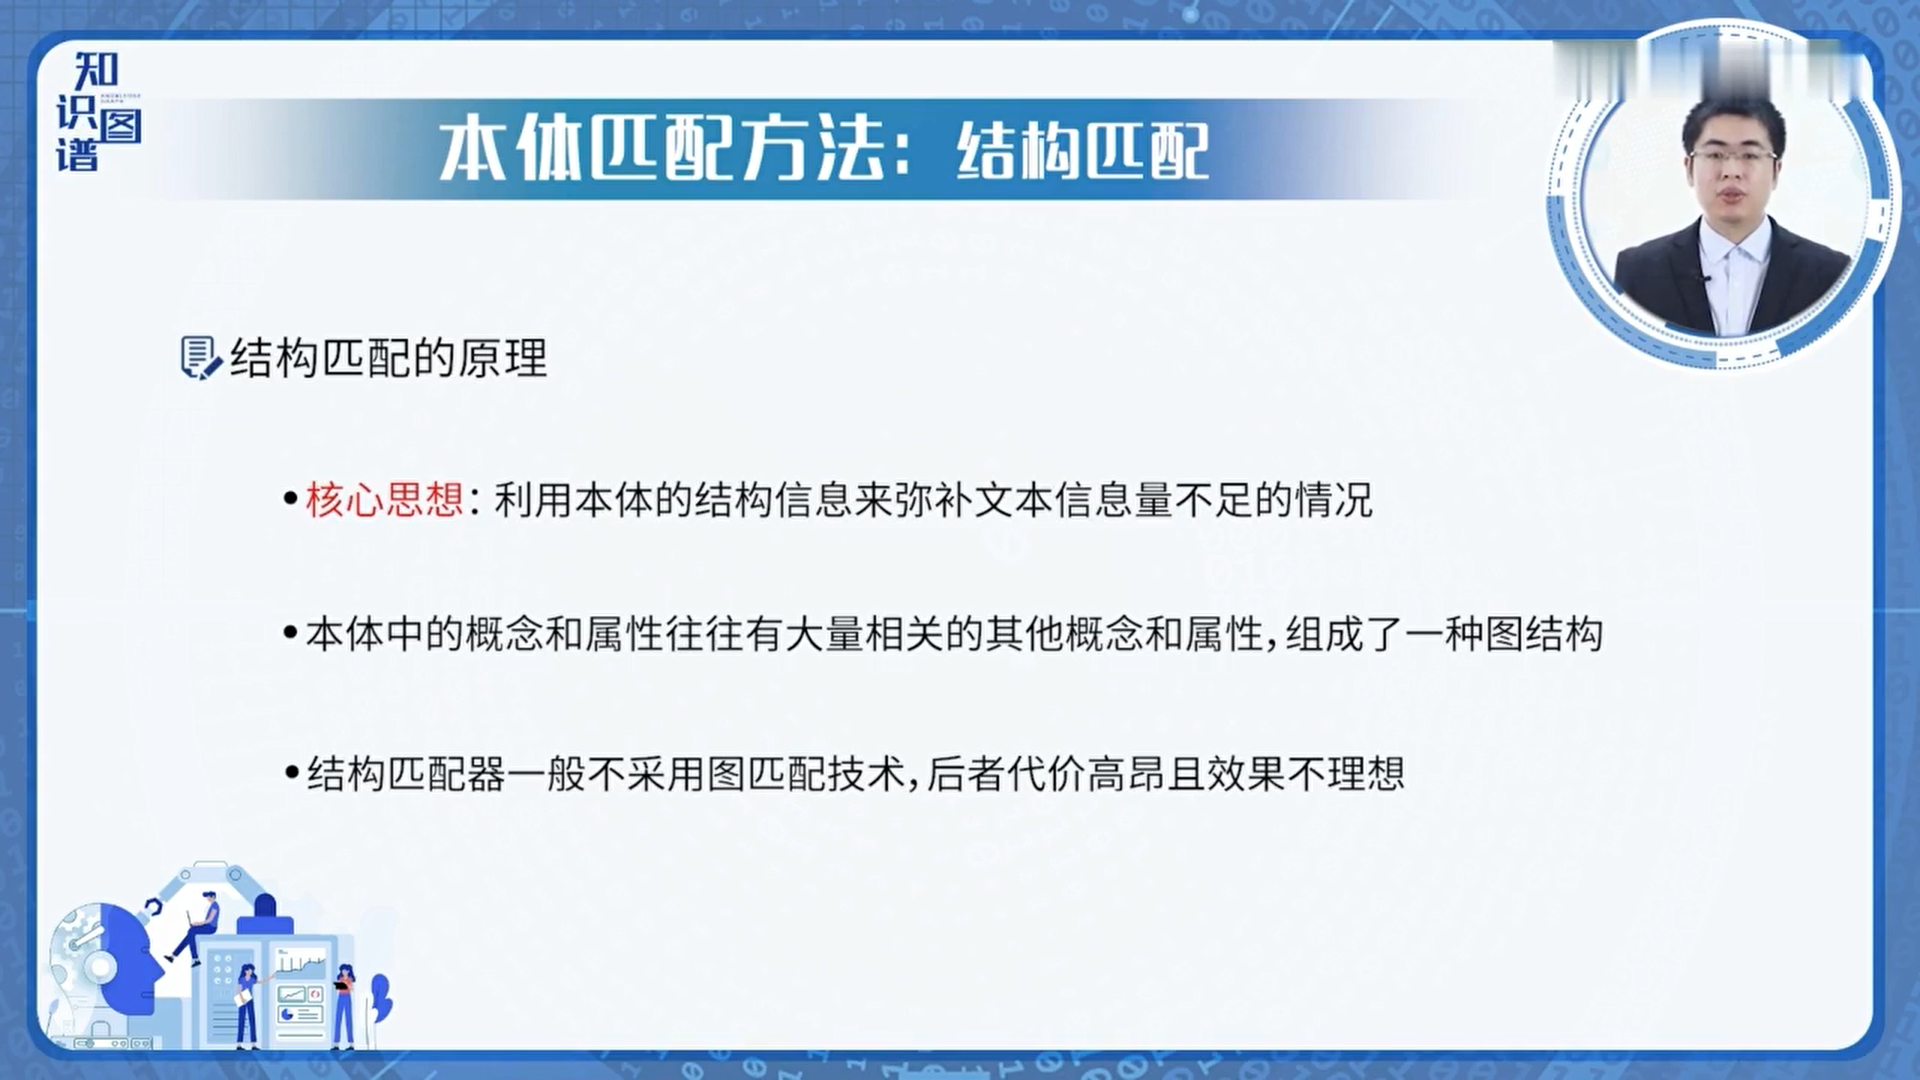 知识图谱
本体匹配方法：结构匹配
结构匹配的原理
•核心思想：利用本体的结构信息来弥补文本信息量不足的情况
•本体中的概念和属性往往有大量相关的其他概念和属性，组成了一种图结构
•结构匹配器一般不采用图匹配技术，后者代价高昂且效果不理想